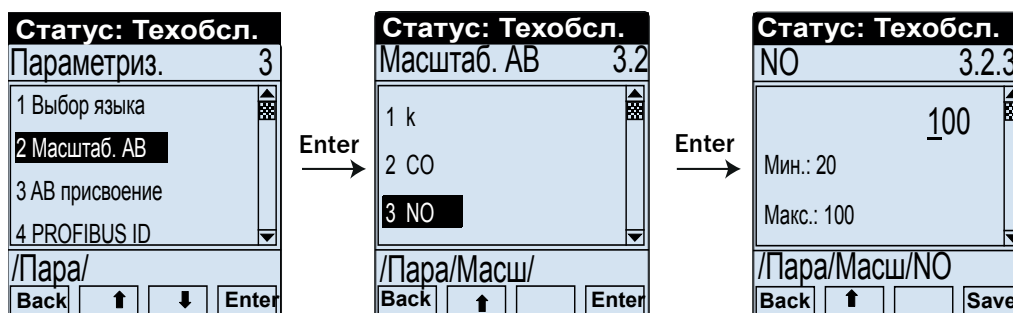 Статус: Техобсл.
Параметриз. 3
1 Выбор языка
2 Масштаб. АВ
3 АВ присвоение
4 PROFIBUS ID
/Пара/
Back Enter
Enter
Статус: Техобсл.
Масштаб. АВ 3.2
1 k
2 CO
3 NO
/Пара/Масш/
Back Enter
Enter
Статус: Техобсл.
NO 3.2.3
100
Мин.: 20
Макс.: 100
/Пара/Масш/NO
Back Save